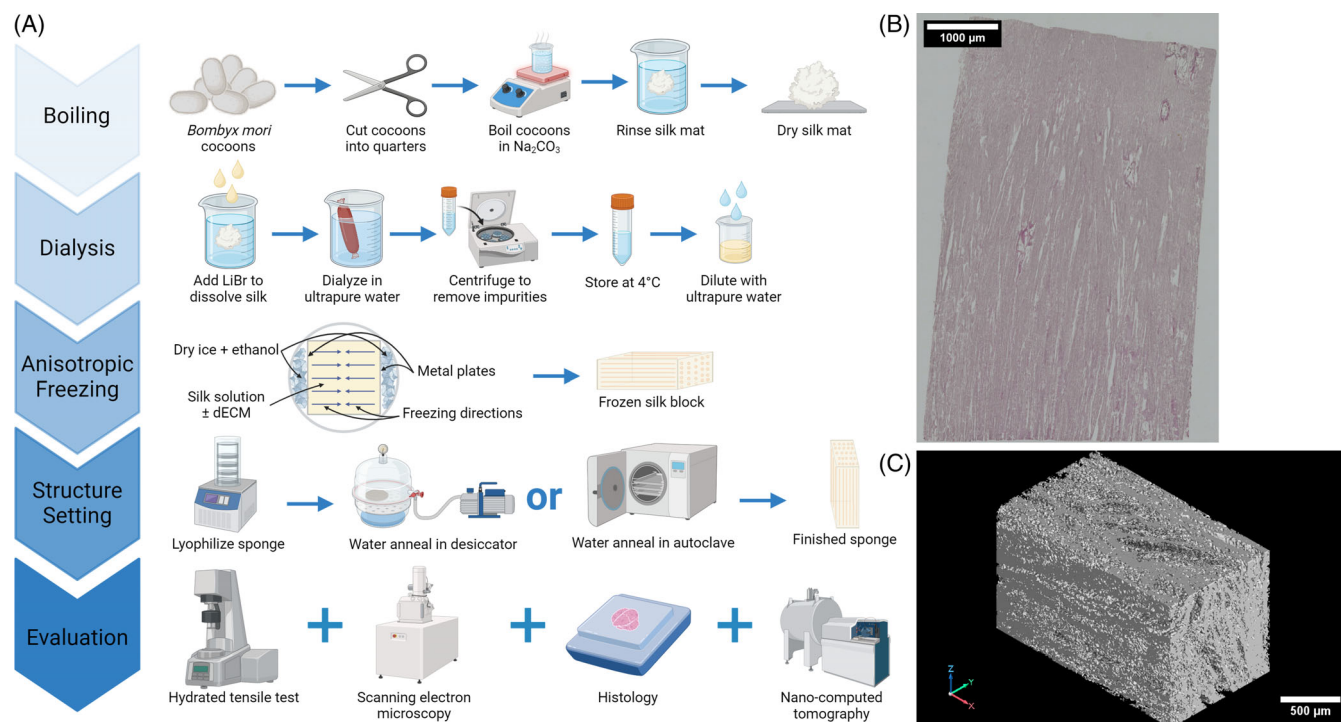 (A)
Boiling
Bombyx mori
cocoons
Cut cocoons
into quarters
Boil cocoons
in Na₂CO₃
Rinse silk mat
Dry silk mat
Dialysis
Add LiBr to
dissolve silk
Dialyze in
ultrapure water
Centrifuge to
remove impurities
Store at 4°C
Dilute with
ultrapure water
Anisotropic
Freezing
Dry ice + ethanol
Silk solution
± dECM
Metal plates
Freezing directions
Frozen silk block
Structure
Setting
Lyophilize sponge
Water anneal in desiccator
or
Water anneal in autoclave
Finished sponge
Evaluation
Hydrated tensile test
+
Scanning electron
microscopy
+
Histology
+
Nano-computed
tomography
(B)
1000 µm
(C)
Z
Y
X
500 µm